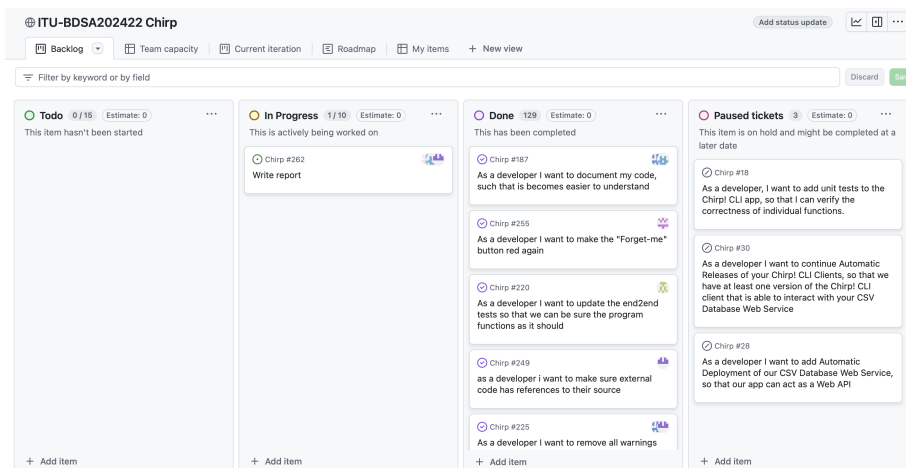 ITU-BDSA202422 Chirp
Add status update
Backlog
Team capacity
Current iteration
Roadmap
My items
+ New view
Filter by keyword or by field
Discard
Todo 0 / 15 Estimate: 0
This item hasn't been started
+ Add item
In Progress 1 / 10 Estimate: 0
This is actively being worked on
Chirp #262
Write report
+ Add item
Done 129 Estimate: 0
This has been completed
Chirp #187
As a developer I want to document my code,
such that is becomes easier to understand
Chirp #255
As a developer I want to make the "Forget-me"
button red again
Chirp #220
As a developer I want to update the end2end
tests so that we can be sure the program
functions as it should
Chirp #249
as a developer i want to make sure external
code has references to their source
Chirp #225
As a developer I want to remove all warnings
+ Add item
Paused tickets 3 Estimate: 0
This item is on hold and might be completed at a
later date
Chirp #18
As a developer, I want to add unit tests to the
Chirp! CLI app, so that I can verify the
correctness of individual functions.
Chirp #30
As a developer I want to continue Automatic
Releases of your Chirp! CLI Clients, so that we
have at least one version of the Chirp! CLI
client that is able to interact with your CSV
Database Web Service
Chirp #28
As a developer I want to add Automatic
Deployment of our CSV Database Web Service,
so that our app can act as a Web API
+ Add item